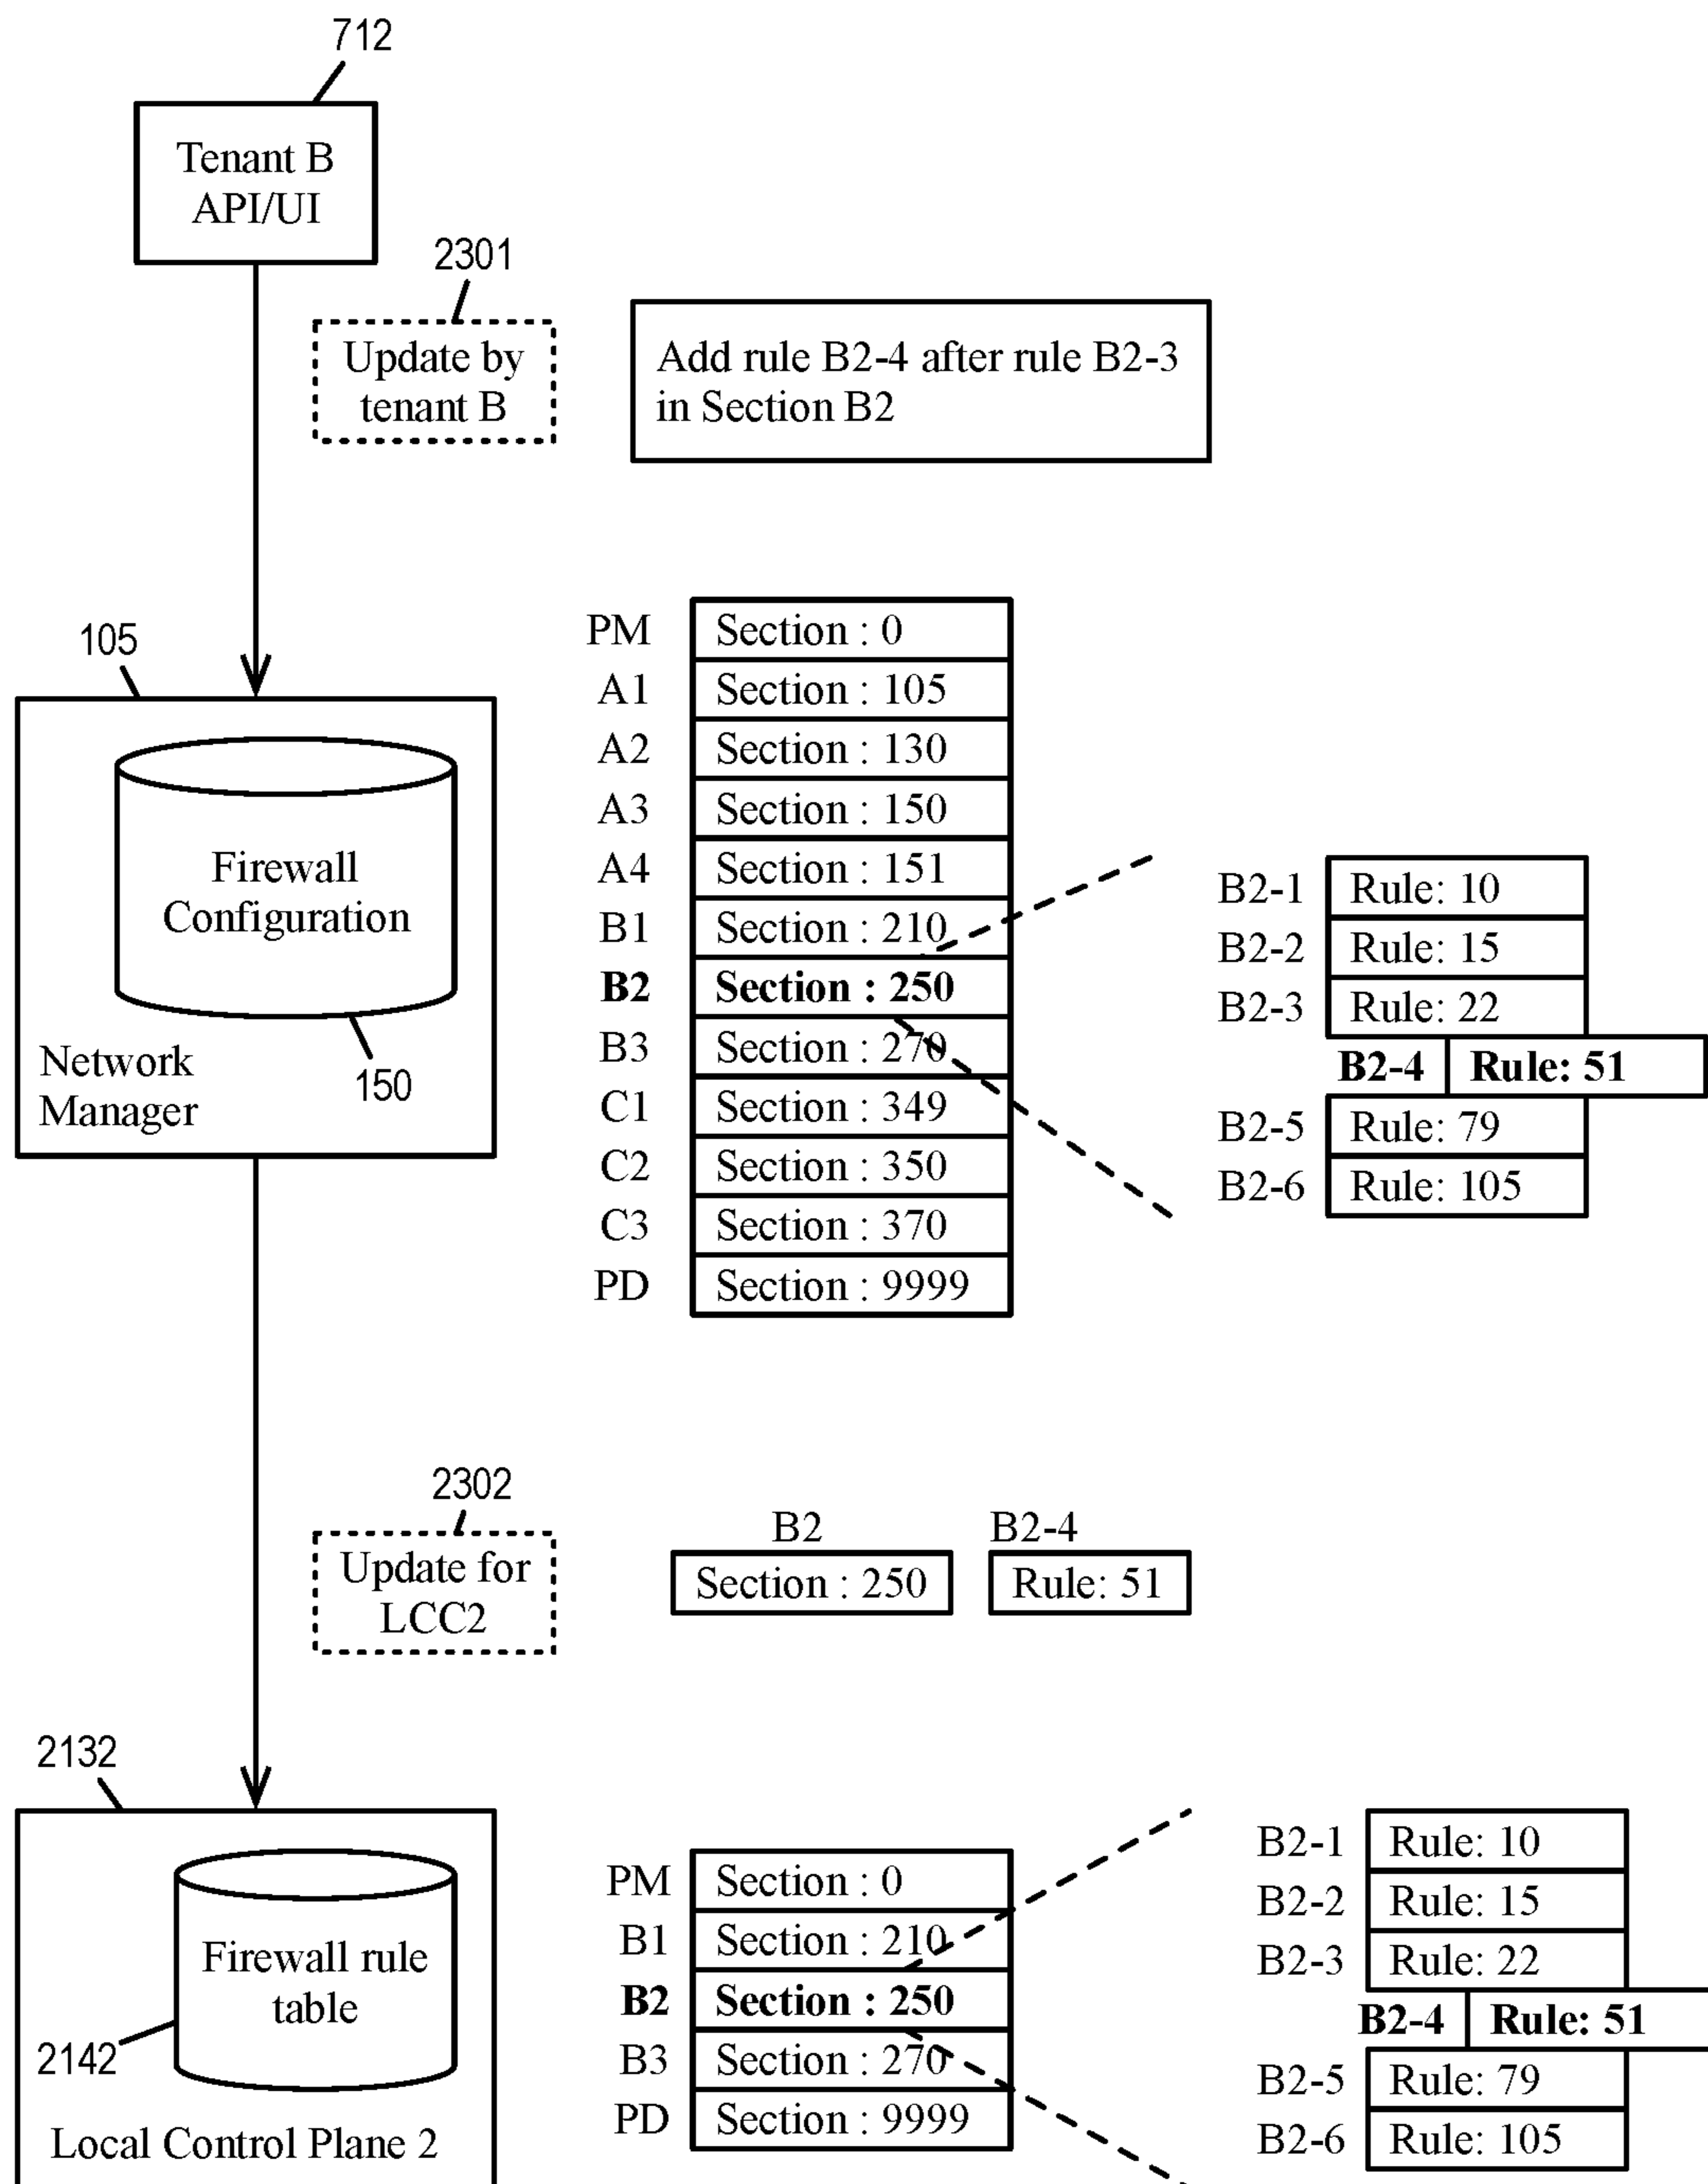 712
Tenant B
API/UI
2301
Update by
tenant B
Add rule B2-4 after rule B2-3
in Section B2
105
Firewall
Configuration
150
Network
Manager
PM Section : 0
A1 Section : 105
A2 Section : 130
A3 Section : 150
A4 Section : 151
B1 Section : 210
B2 Section : 250
B3 Section : 270
C1 Section : 349
C2 Section : 350
C3 Section : 370
PD Section : 9999
B2-1 Rule: 10
B2-2 Rule: 15
B2-3 Rule: 22
B2-4 Rule: 51
B2-5 Rule: 79
B2-6 Rule: 105
2302
Update for
LCC2
B2 B2-4
Section : 250 Rule: 51
2132
Firewall rule
table
2142
Local Control Plane 2
PM Section : 0
B1 Section : 210
B2 Section : 250
B3 Section : 270
PD Section : 9999
B2-1 Rule: 10
B2-2 Rule: 15
B2-3 Rule: 22
B2-4 Rule: 51
B2-5 Rule: 79
B2-6 Rule: 105